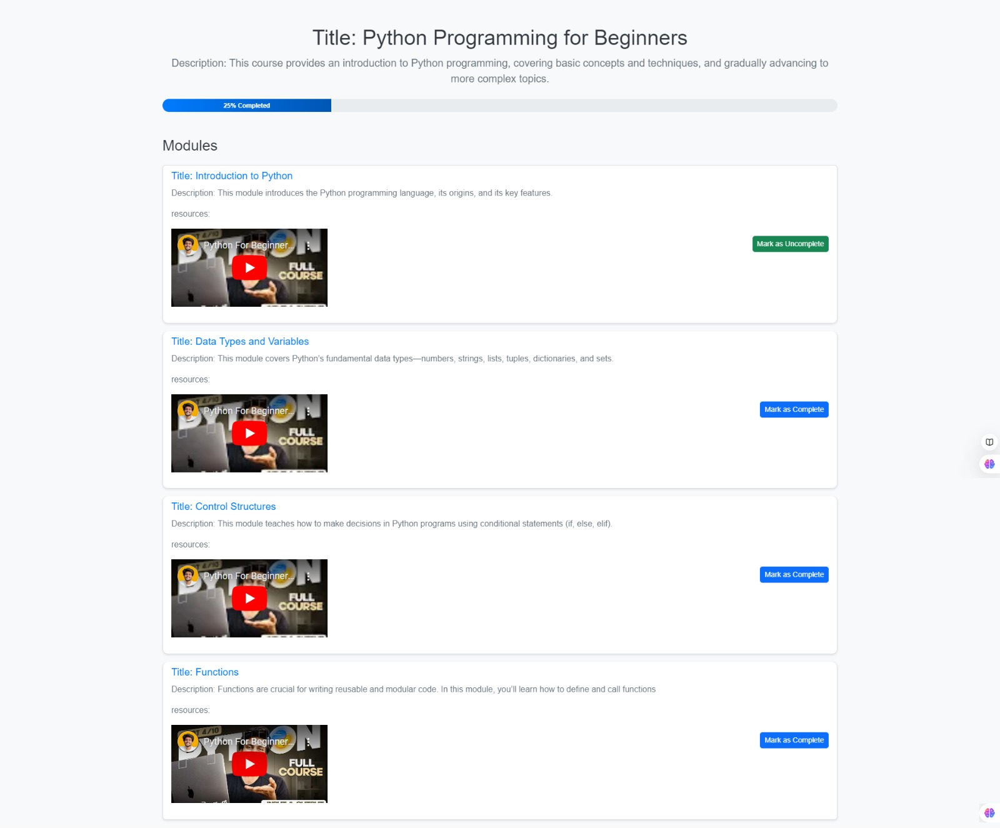 Title: Python Programming for Beginners
Description: This course provides an introduction to Python programming, covering basic concepts and techniques, and gradually advancing to
more complex topics.
25% Completed
Modules
Title: Introduction to Python
Description: This module introduces the Python programming language, its origins, and its key features.
resources:
Python For Beginner...
FULL
COURSE
Mark as Uncomplete
Title: Data Types and Variables
Description: This module covers Python’s fundamental data types—numbers, strings, lists, tuples, dictionaries, and sets.
resources:
Python For Beginner...
FULL
COURSE
Mark as Complete
Title: Control Structures
Description: This module teaches how to make decisions in Python programs using conditional statements (if, else, elif).
resources:
Python For Beginner...
FULL
COURSE
Mark as Complete
Title: Functions
Description: Functions are crucial for writing reusable and modular code. In this module, you’ll learn how to define and call functions
resources:
4/10
Python For Beginner...
FULL
COURSE
Mark as Complete